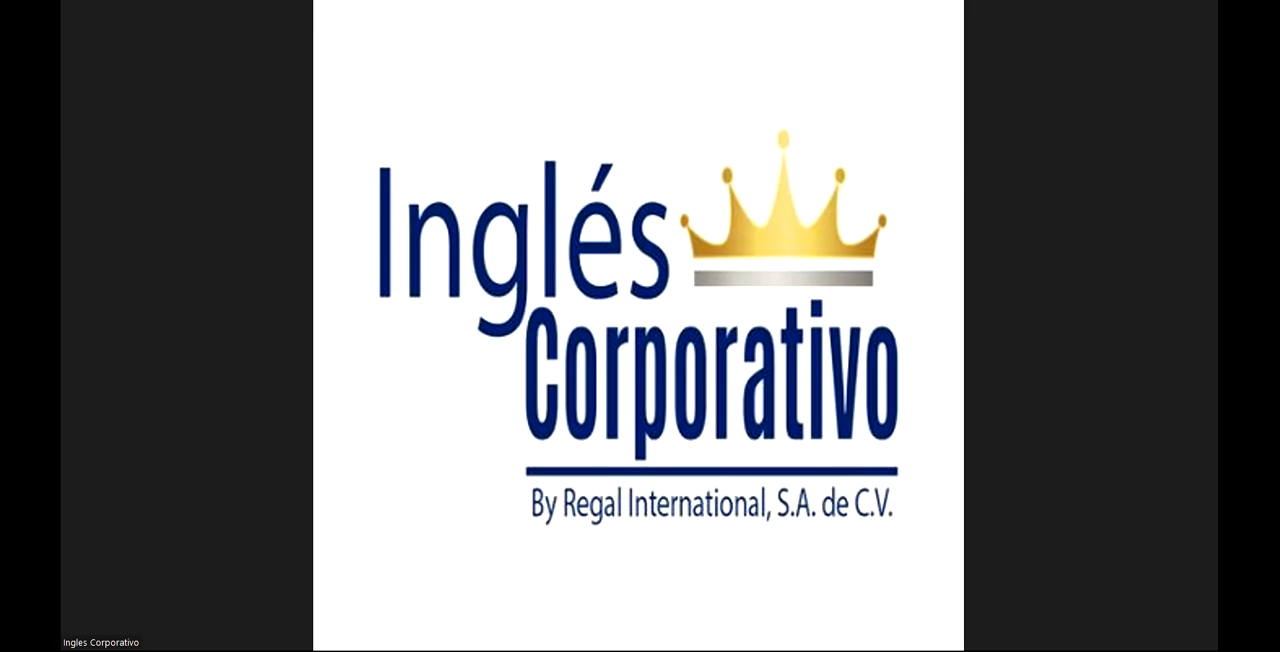 Inglés
Corporativo
By Regal International, S.A. de C.V.
Ingles Corporativo